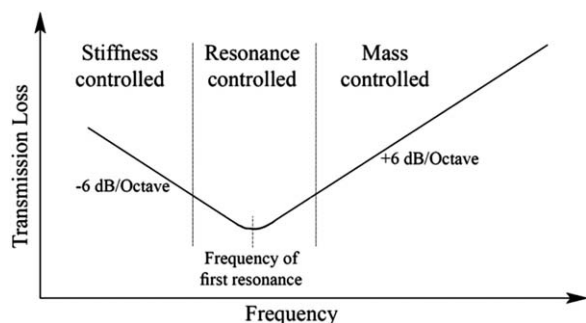 Stiffness
controlled
Resonance
controlled
Mass
controlled
Transmission Loss
-6 dB/Octave
+6 dB/Octave
Frequency of
first resonance
Frequency